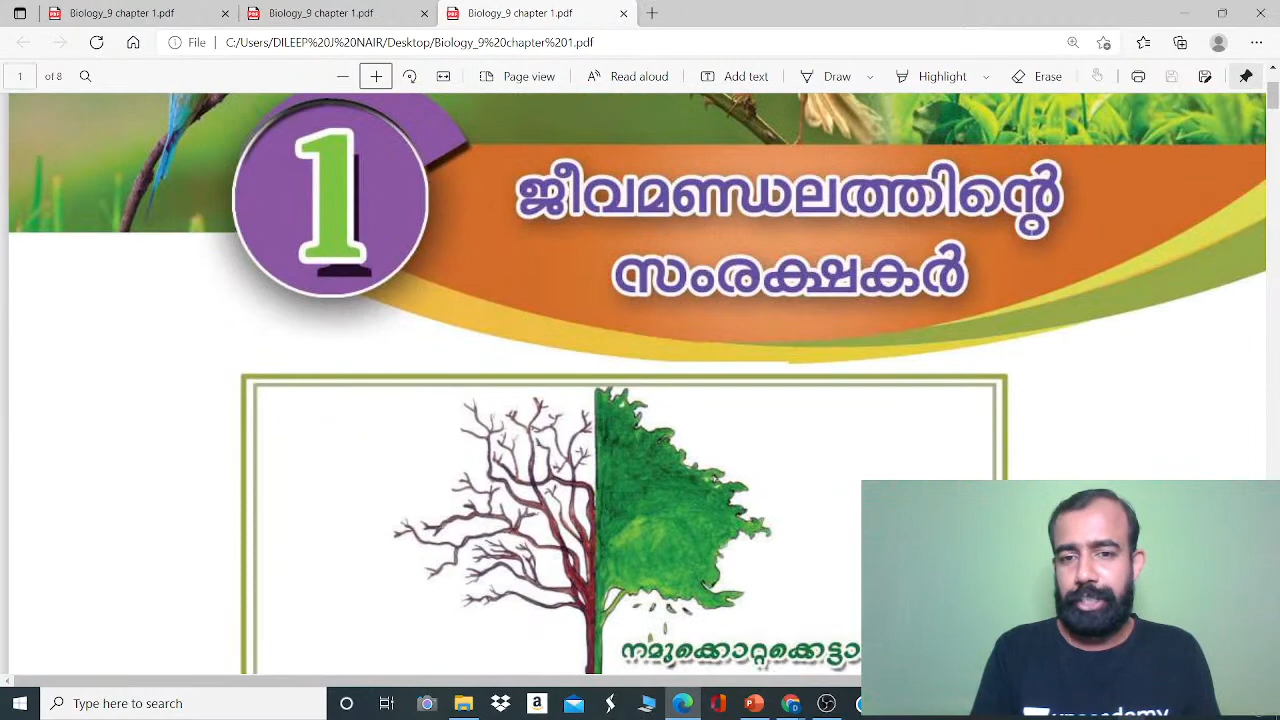 Biology_9 chapter 1.pdf
Biology_9 chapter 1.pdf
Biology_9 chapter 1.pdf
File
C:/Users/DILEEP%20J%20NAIR/Desktop/Biology_9%20chapter%201.pdf
1 of 8
Page view
Read aloud
Add text
Draw
Highlight
Erase
1
ജീവമണ്ഡലത്തിന്റെ
സംരക്ഷകർ
നമുക്കൊറ്റക്കെട്ടാ
Type here to search